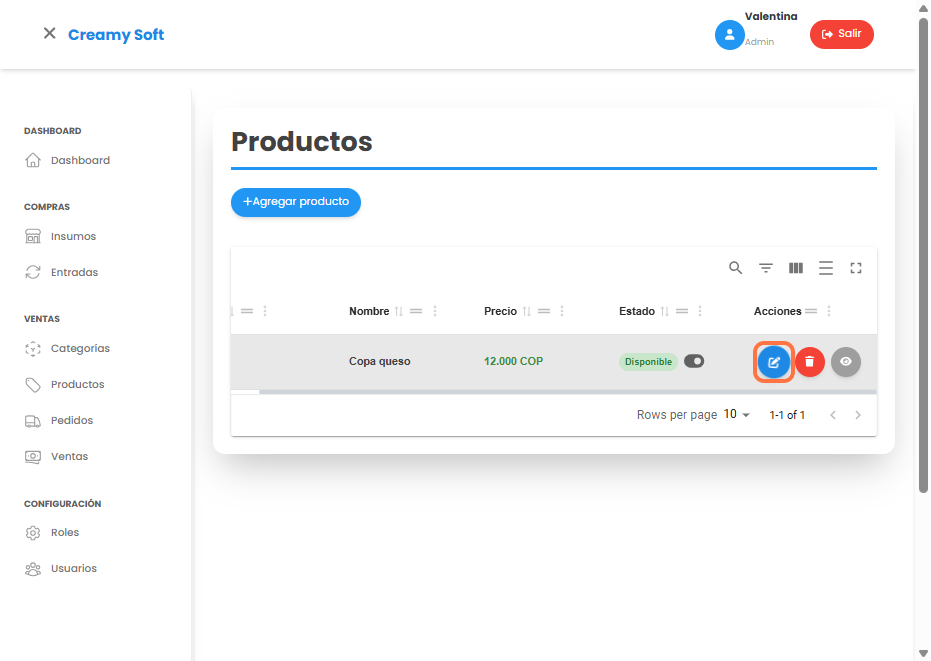 Creamy Soft
Valentina
Admin
Salir
DASHBOARD
Dashboard
COMPRAS
Insumos
Entradas
VENTAS
Categorías
Productos
Pedidos
Ventas
CONFIGURACIÓN
Roles
Usuarios
Productos
+Agregar producto
Nombre Precio Estado Acciones
Copa queso 12.000 COP Disponible
Rows per page 10 1-1 of 1